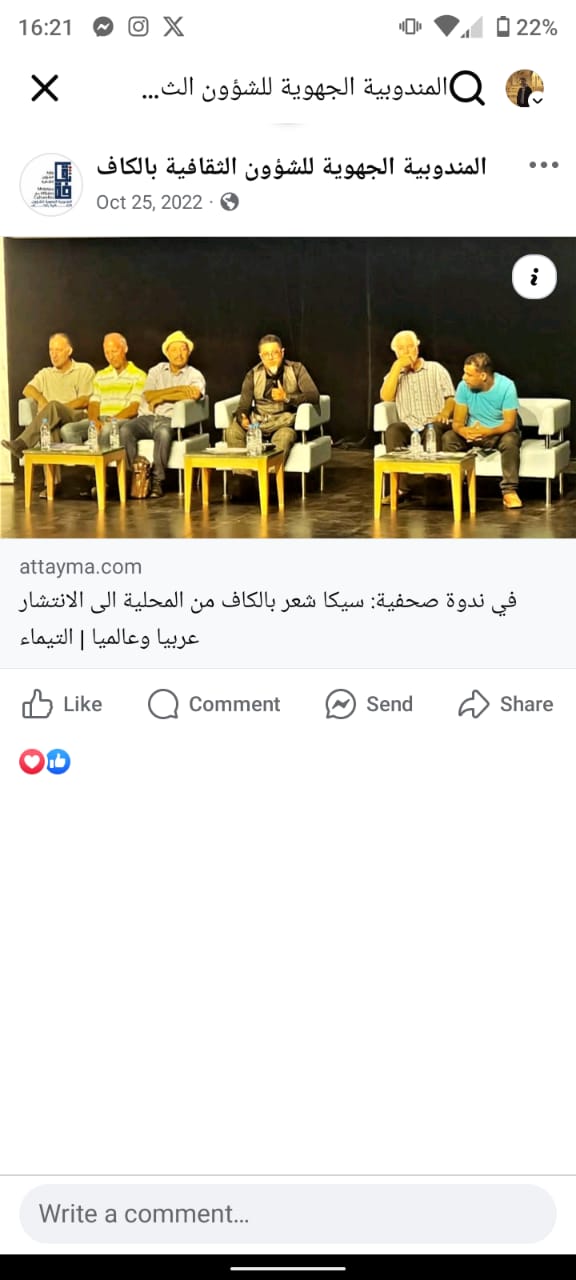 16:21
22%
المندوبية الجهوية للشؤون الث...
المندوبية الجهوية للشؤون الثقافية بالكاف
Oct 25, 2022 ·
attayma.com
في ندوة صحفية: سيكا شعر بالكاف من المحلية الى الانتشار
عربيا وعالميا | التيماء
Like Comment Send Share
Write a comment...